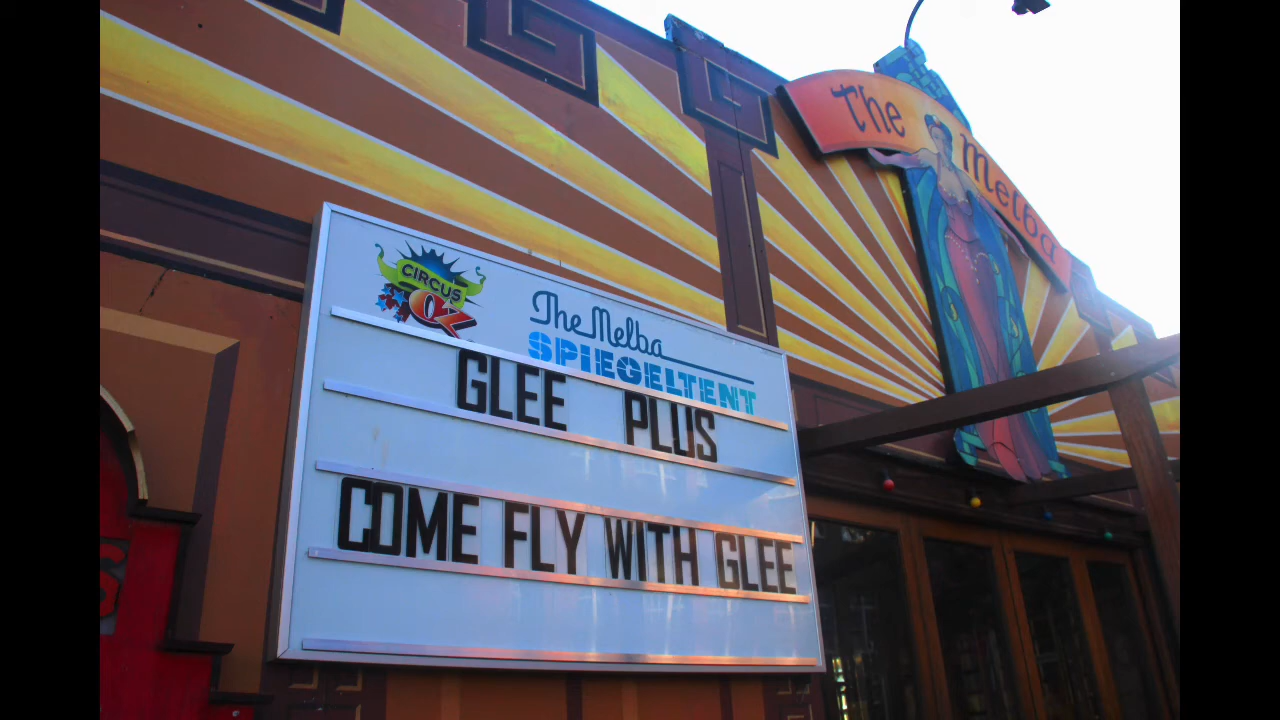 The Melba
CIRCUS
OZ
The Melba
SPIEGELTENT
GLEE PLUS
COME FLY WITH GLEE